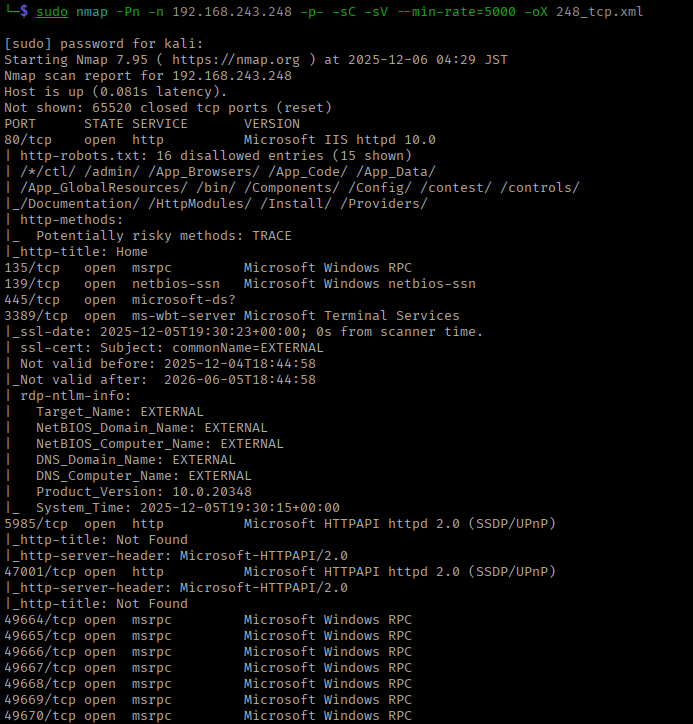 └─$ sudo nmap -Pn -n 192.168.243.248 -p- -sC -sV --min-rate=5000 -oX 248_tcp.xml
[sudo] password for kali:
Starting Nmap 7.95 ( https://nmap.org ) at 2025-12-06 04:29 JST
Nmap scan report for 192.168.243.248
Host is up (0.081s latency).
Not shown: 65520 closed tcp ports (reset)
PORT      STATE SERVICE       VERSION
80/tcp    open  http          Microsoft IIS httpd 10.0
| http-robots.txt: 16 disallowed entries (15 shown)
| /*/ctl/ /admin/ /App_Browsers/ /App_Code/ /App_Data/
| /App_GlobalResources/ /bin/ /Components/ /Config/ /contest/ /controls/
|_/Documentation/ /HttpModules/ /Install/ /Providers/
| http-methods:
|_  Potentially risky methods: TRACE
|_http-title: Home
135/tcp   open  msrpc         Microsoft Windows RPC
139/tcp   open  netbios-ssn   Microsoft Windows netbios-ssn
445/tcp   open  microsoft-ds?
3389/tcp  open  ms-wbt-server Microsoft Terminal Services
|_ssl-date: 2025-12-05T19:30:23+00:00; 0s from scanner time.
| ssl-cert: Subject: commonName=EXTERNAL
| Not valid before: 2025-12-04T18:44:58
|_Not valid after:  2026-06-05T18:44:58
| rdp-ntlm-info:
|   Target_Name: EXTERNAL
|   NetBIOS_Domain_Name: EXTERNAL
|   NetBIOS_Computer_Name: EXTERNAL
|   DNS_Domain_Name: EXTERNAL
|   DNS_Computer_Name: EXTERNAL
|   Product_Version: 10.0.20348
|_  System_Time: 2025-12-05T19:30:15+00:00
5985/tcp  open  http          Microsoft HTTPAPI httpd 2.0 (SSDP/UPnP)
|_http-title: Not Found
|_http-server-header: Microsoft-HTTPAPI/2.0
47001/tcp open  http          Microsoft HTTPAPI httpd 2.0 (SSDP/UPnP)
|_http-server-header: Microsoft-HTTPAPI/2.0
|_http-title: Not Found
49664/tcp open  msrpc         Microsoft Windows RPC
49665/tcp open  msrpc         Microsoft Windows RPC
49666/tcp open  msrpc         Microsoft Windows RPC
49667/tcp open  msrpc         Microsoft Windows RPC
49668/tcp open  msrpc         Microsoft Windows RPC
49669/tcp open  msrpc         Microsoft Windows RPC
49670/tcp open  msrpc         Microsoft Windows RPC